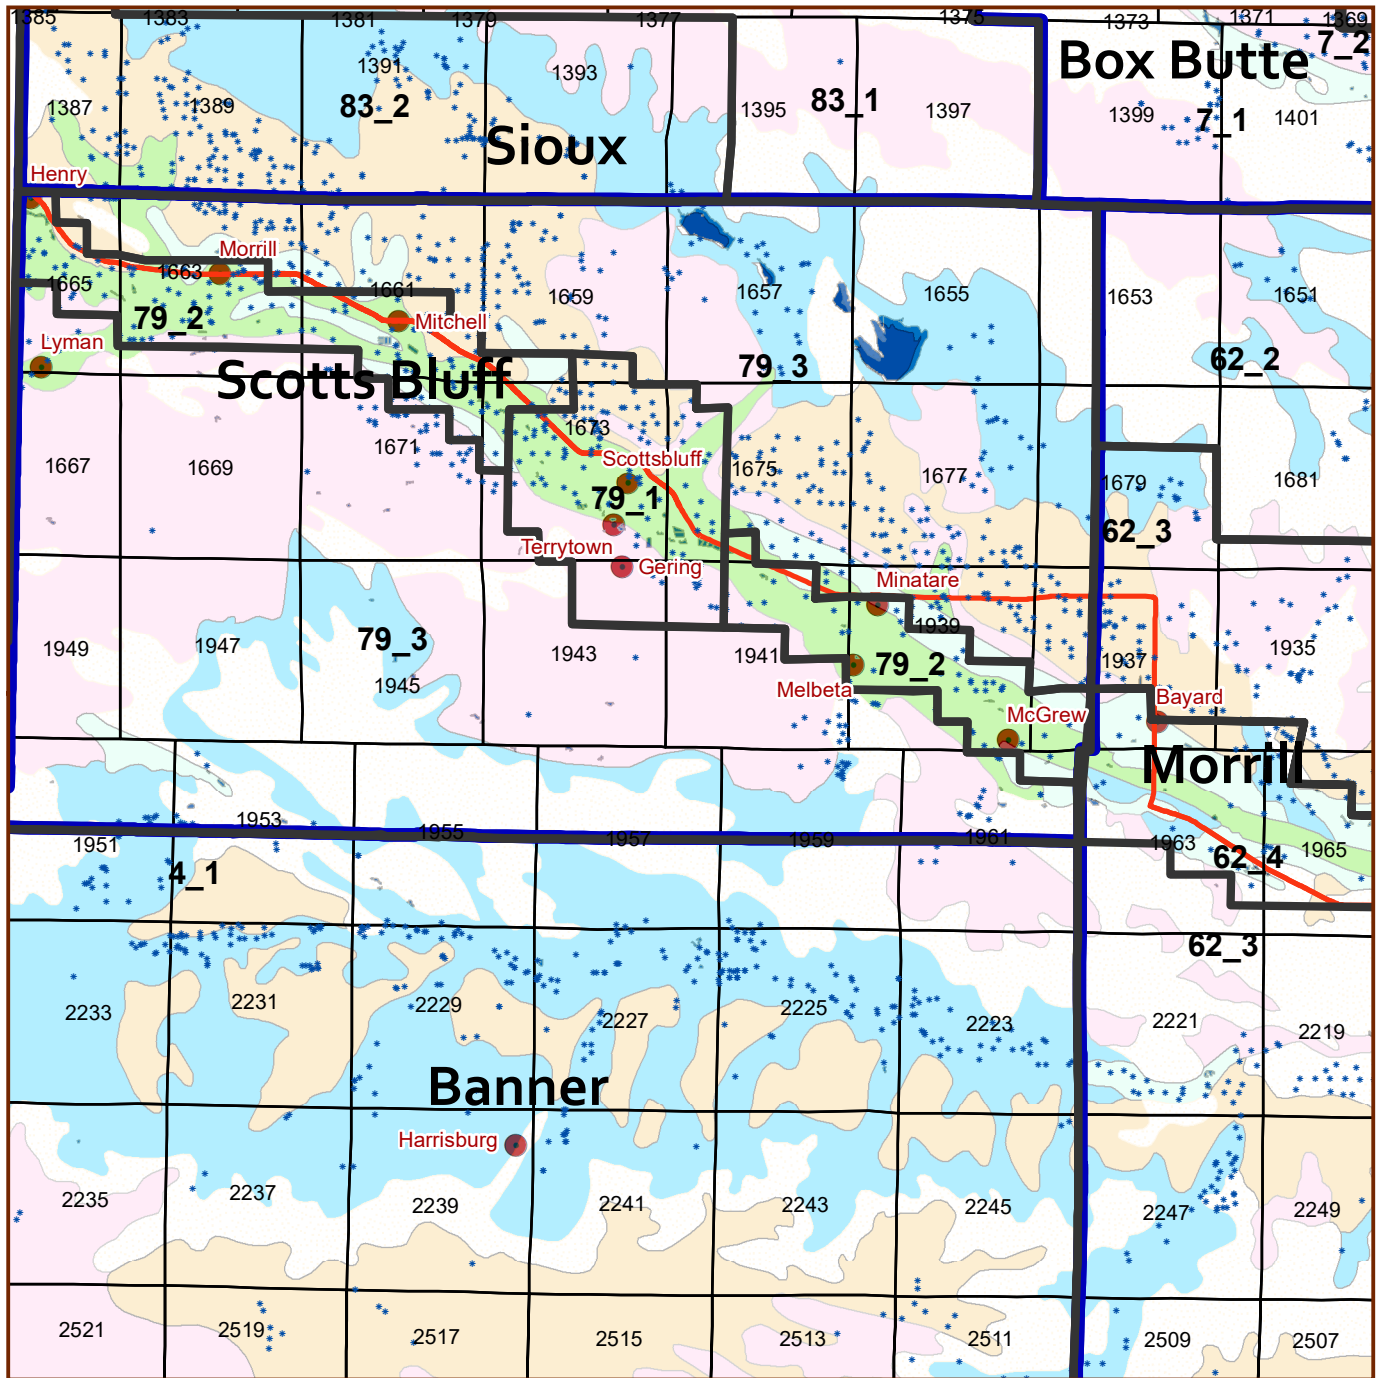 1385 1383 1381 1379 1377 1375 1373 1371 1369
7_2
Box Butte
1391 1393
1387 1389 83_2 1395 83_1 1397 1399 7_1 1401
Sioux
Henry
Morrill
1665 1663 1661 1659 1657 1655 1653 1651
79_2 Mitchell
Lyman
Scotts Bluff 79_3 62_2
1673
1671
Scottsbluff
1667 1669 1675 1677 1679 1681
79_1
62_3
Terrytown
Gering
Minatare
1939
1949 1947 79_3 1943 1941 79_2 1937 1935
1945
Melbeta
Bayard
McGrew
Morrill
1953
1951 1955 1957 1959 1961 1963 62_4 1965
4_1
62_3
2233 2231 2229 2227 2225 2223 2221 2219
Banner
Harrisburg
2235 2237 2239 2241 2243 2245 2247 2249
2521 2519 2517 2515 2513 2511 2509 2507